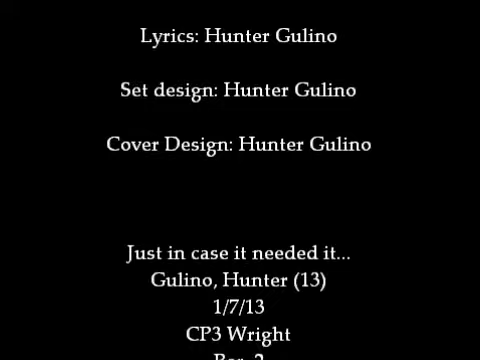 Lyrics: Hunter Gulino
Set design: Hunter Gulino
Cover Design: Hunter Gulino
Just in case it needed it...
Gulino, Hunter (13)
1/7/13
CP3 Wright